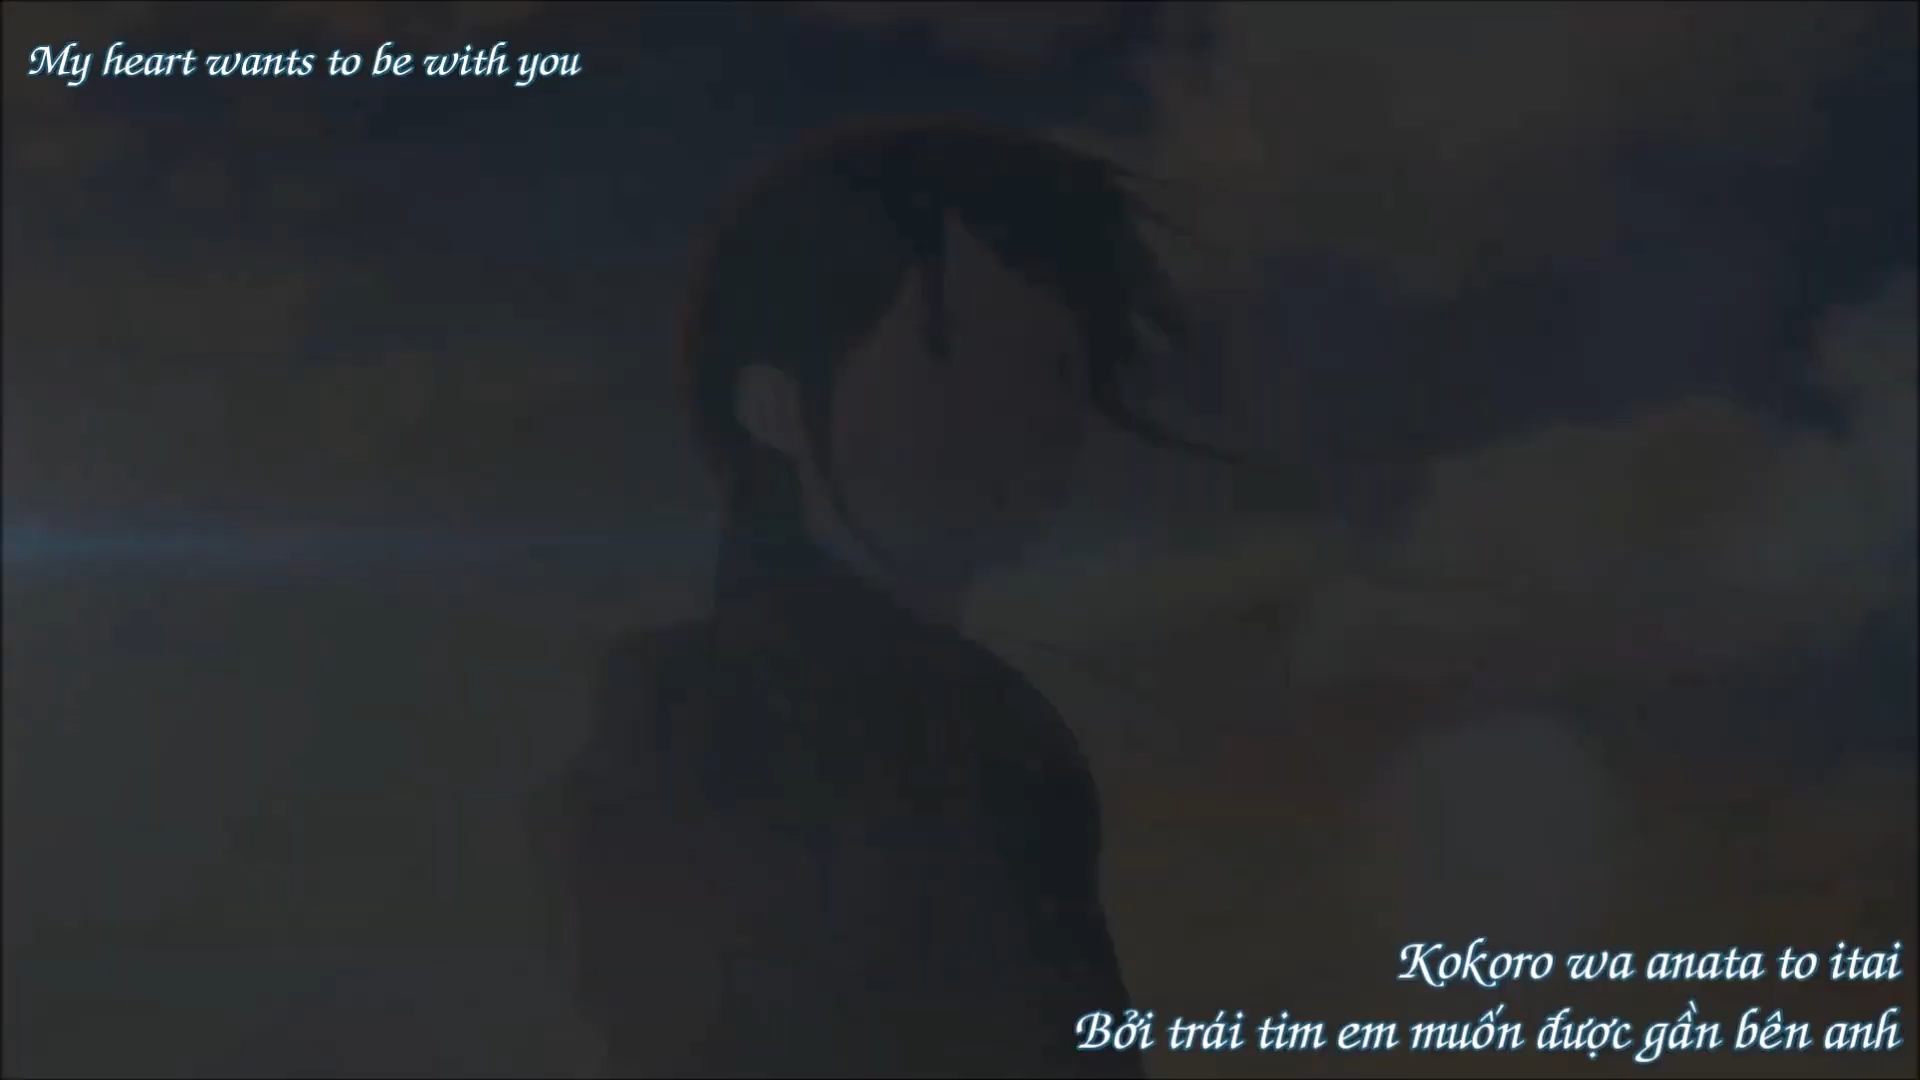 My heart wants to be with you
Kokoro wa anata to itai
Bởi trái tim em muốn được gần bên anh